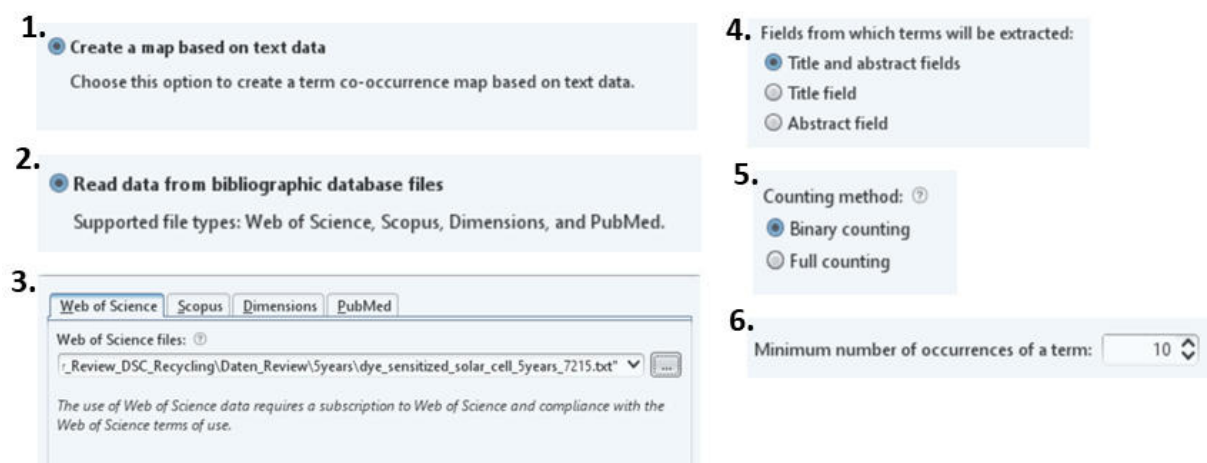 1.
Create a map based on text data
Choose this option to create a term co-occurrence map based on text data.
2.
Read data from bibliographic database files
Supported file types: Web of Science, Scopus, Dimensions, and PubMed.
3.
Web of Science Scopus Dimensions PubMed
Web of Science files: ?
r_Review_DSC_Recycling\Daten_Review\5years\dye_sensitized_solar_cell_5years_7215.txt" ...
The use of Web of Science data requires a subscription to Web of Science and compliance with the
Web of Science terms of use.
4.
Fields from which terms will be extracted:
Title and abstract fields
Title field
Abstract field
5.
Counting method: ?
Binary counting
Full counting
6.
Minimum number of occurrences of a term: 10